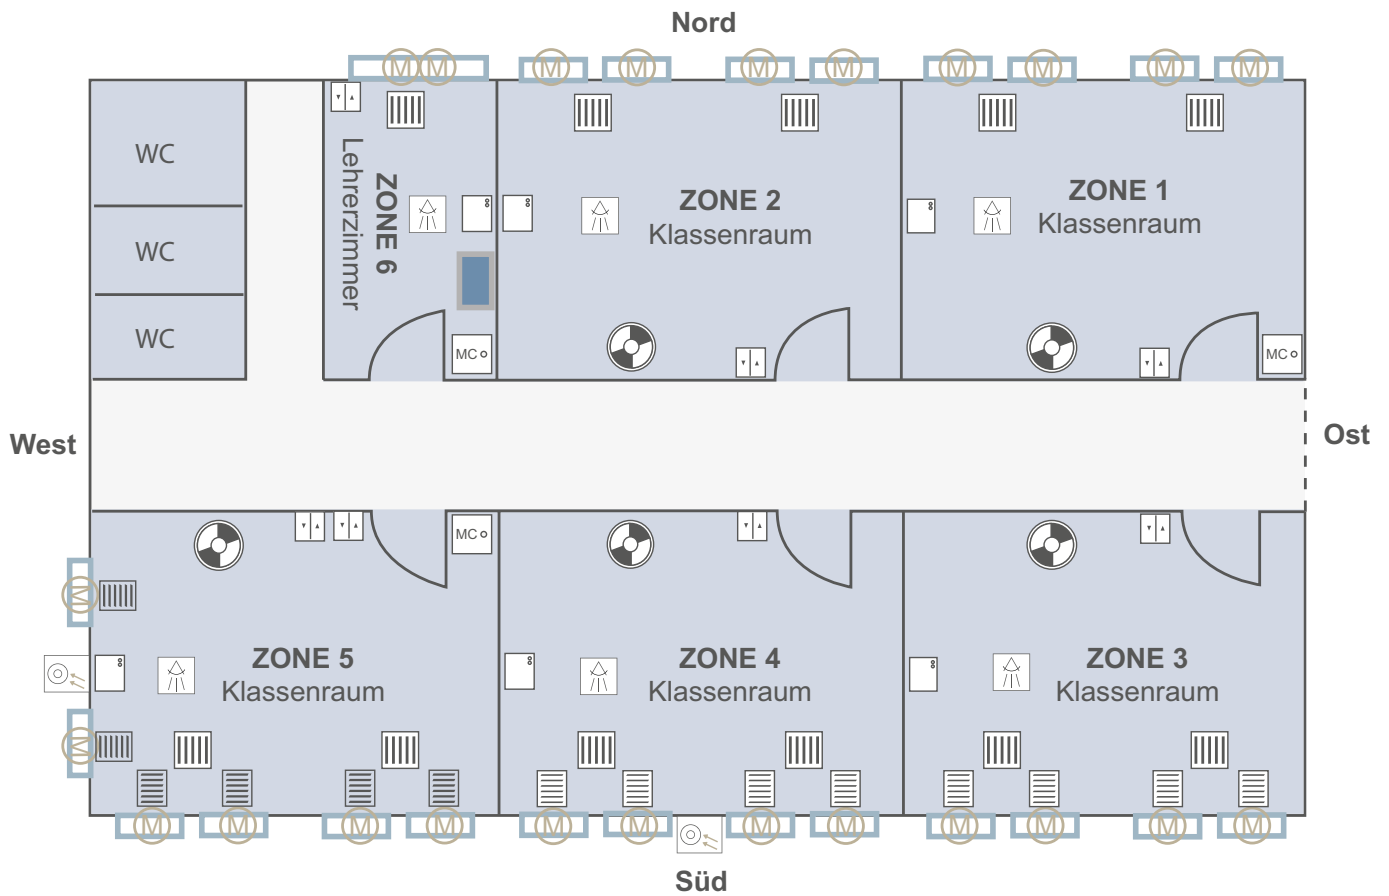 Nord
M M M M M M M M M M
WC
WC
WC
Lehrerzimmer
ZONE 6
ZONE 2
Klassenraum
ZONE 1
Klassenraum
MC
MC
West
Ost
MC
M
M
ZONE 5
Klassenraum
ZONE 4
Klassenraum
ZONE 3
Klassenraum
M M M M M M M M M M M M
Süd